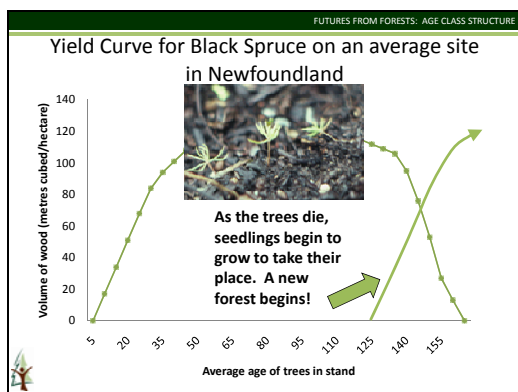 FUTURES FROM FORESTS: AGE CLASS STRUCTURE
Yield Curve for Black Spruce on an average site
in Newfoundland
Volume of wood (metres cubed/hectare)
140
120
100
80
60
40
20
0
As the trees die,
seedlings begin to
grow to take their
place. A new
forest begins!
5
20
35
50
65
80
95
110
125
140
155
Average age of trees in stand